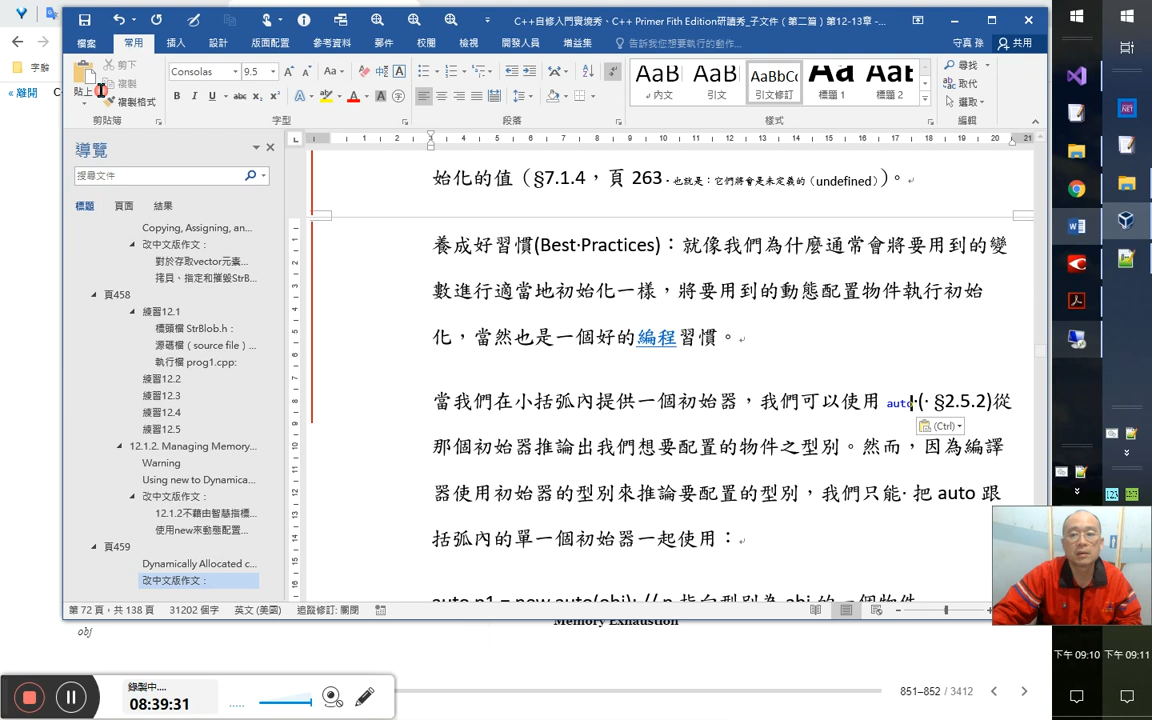 C++自修入門實境秀、C++ Primer Fith Edition研讀秀_子文件（第二篇）第12-13章 -...
檔案 常用 插入 設計 版面配置 參考資料 郵件 校閱 檢視 開發人員 增益集 告訴我您想要執行的動作... 守真 孫 共用
字齡
« 離開
貼上
剪下
複製
複製格式
剪貼簿
Consolas 9.5
字型
段落
AaB AaB AaBbCc AaB Aat
內文 引文 引文修訂 標題 1 標題 2
樣式
尋找
取代
選取
編輯
導覽
搜尋文件
標題 頁面 結果
Copying, Assigning, an...
改中文版作文：
對於存取vector元素...
拷貝、指定和摧毀StrB...
頁458
練習12.1
標頭檔 StrBlob.h：
源碼檔（source file）...
執行檔 prog1.cpp:
練習12.2
練習12.3
練習12.4
練習12.5
12.1.2. Managing Memory...
Warning
Using new to Dynamica...
改中文版作文：
12.1.2不藉由智慧指標...
使用new來動態配置...
頁459
Dynamically Allocated c...
改中文版作文：
始化的值（§7.1.4，頁 263 · 也就是：它們將會是未定義的（undefined））。
養成好習慣(Best·Practices)：就像我們為什麼通常會將要用到的變
數進行適當地初始化一樣，將要用到的動態配置物件執行初始
化，當然也是一個好的編程習慣。
當我們在小括弧內提供一個初始器，我們可以使用 auto (· §2.5.2)從
(Ctrl)
那個初始器推論出我們想要配置的物件之型別。然而，因為編譯
器使用初始器的型別來推論要配置的型別，我們只能· 把 auto 跟
括弧內的單一個初始器一起使用：
auto p1 = new auto(obj); // p 指向型別為 obj 的一個物件
第 72 頁，共 138 頁 31202 個字 英文 (美國) 追蹤修訂: 關閉
Memory Exhaustion
obj
錄製中....
08:39:31
851–852 / 3412
下午 09:10 下午 09:11